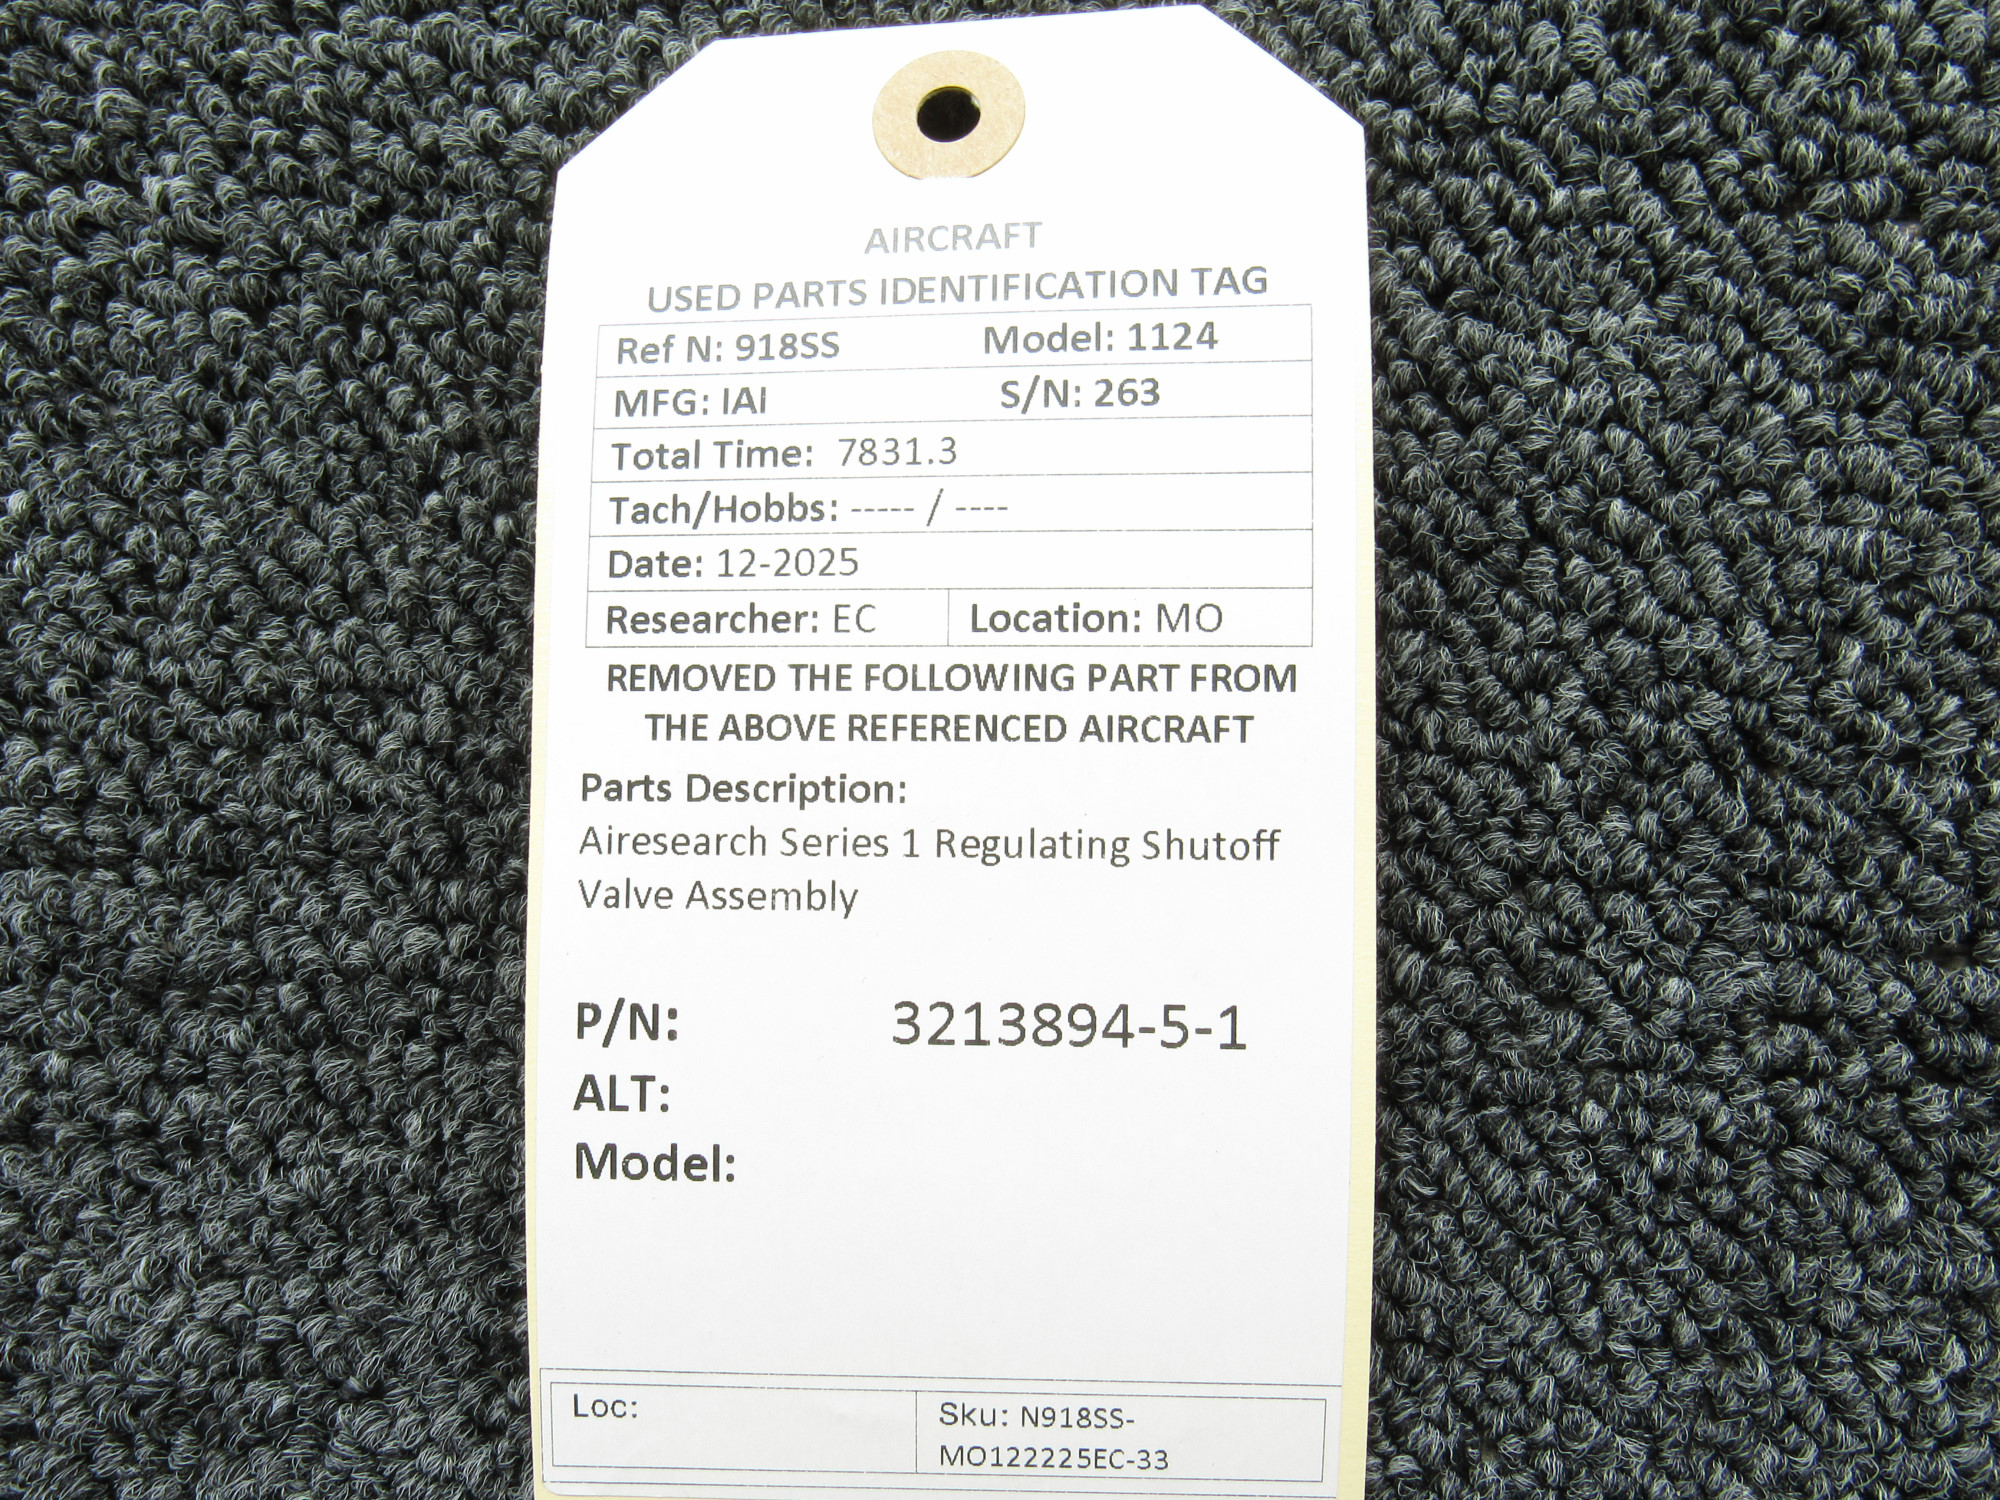 AIRCRAFT
USED PARTS IDENTIFICATION TAG
Ref N: 918SS Model: 1124
MFG: IAI S/N: 263
Total Time: 7831.3
Tach/Hobbs: ----- / ----
Date: 12-2025
Researcher: EC Location: MO
REMOVED THE FOLLOWING PART FROM
THE ABOVE REFERENCED AIRCRAFT
Parts Description:
Airesearch Series 1 Regulating Shutoff
Valve Assembly
P/N: 3213894-5-1
ALT:
Model:
Loc: Sku: N918SS-
MO122225EC-33